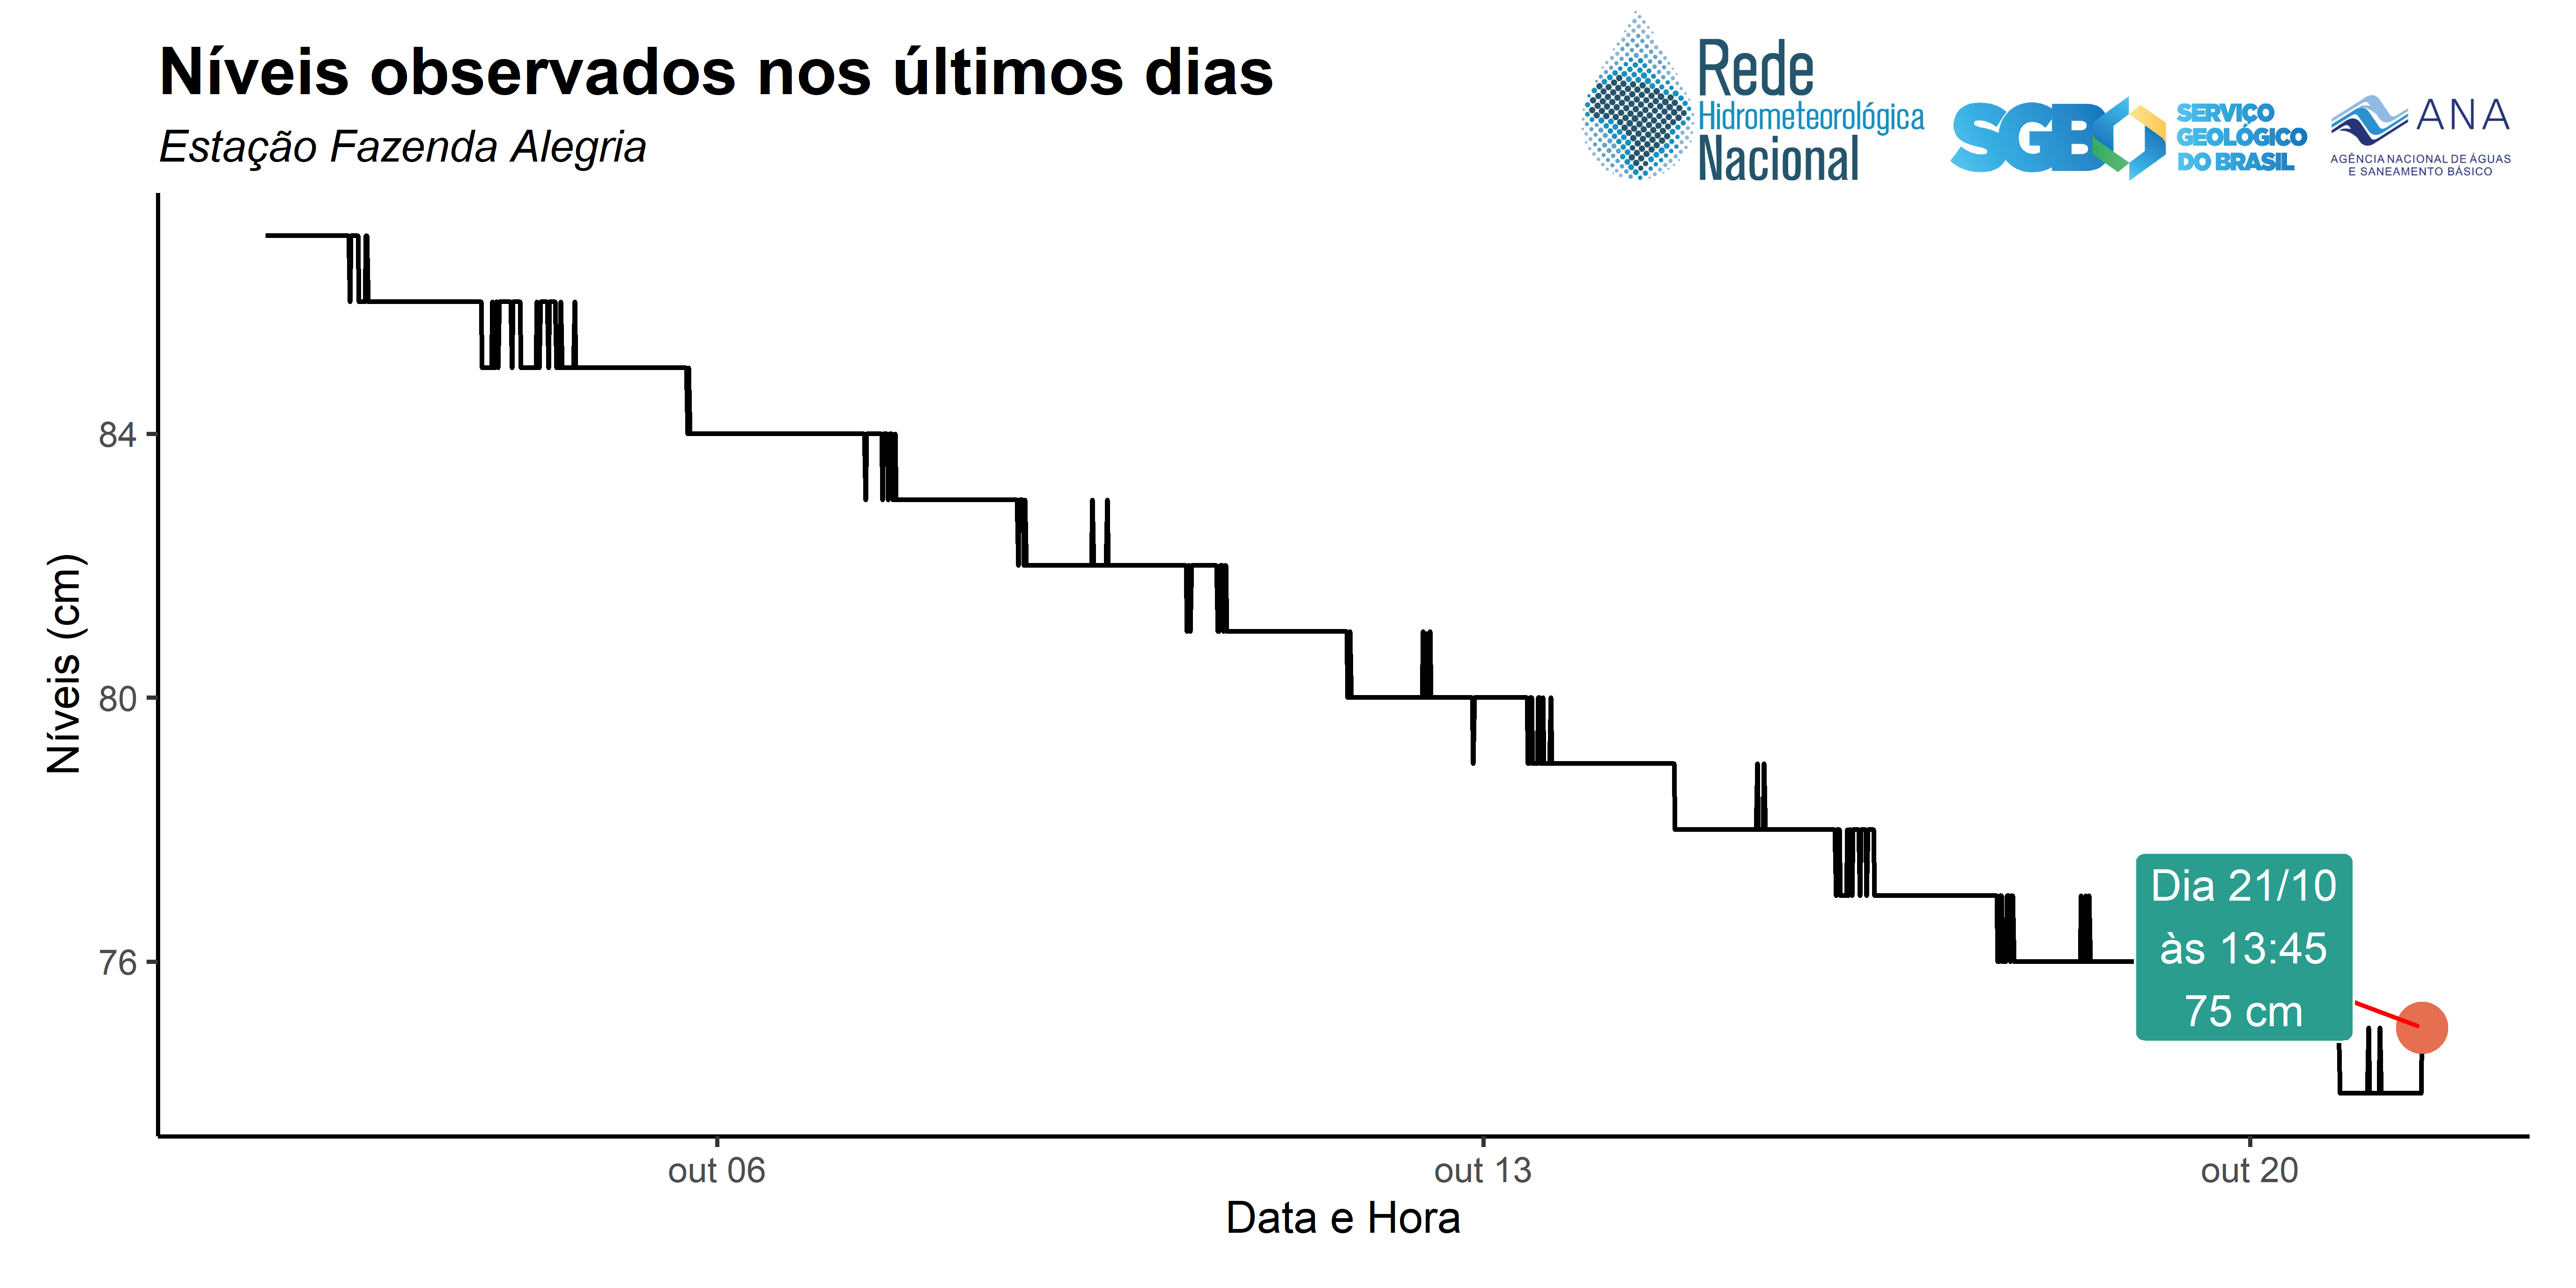 Níveis observados nos últimos dias
Estação Fazenda Alegria
Rede
Hidrometeorológica
Nacional
SGB
SERVIÇO
GEOLÓGICO
DO BRASIL
ANA
AGÊNCIA NACIONAL DE ÁGUAS
E SANEAMENTO BÁSICO
Níveis (cm)
84
80
76
Dia 21/10
às 13:45
75 cm
out 06
out 13
out 20
Data e Hora